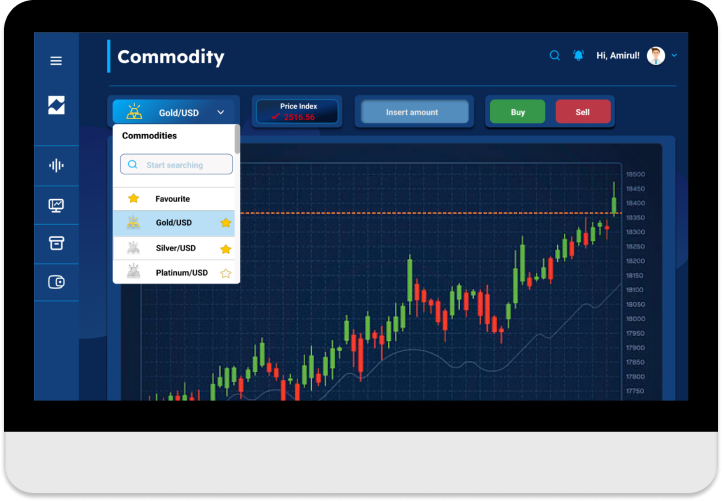 Commodity
Hi, Amirul!
Gold/USD
Price Index
2516.56
Insert amount
Buy
Sell
Commodities
Start searching
Favourite
Gold/USD
Silver/USD
Platinum/USD
18500
18450
18400
18350
18300
18250
18200
18150
18100
18050
18000
17950
17900
17850
17800
17750